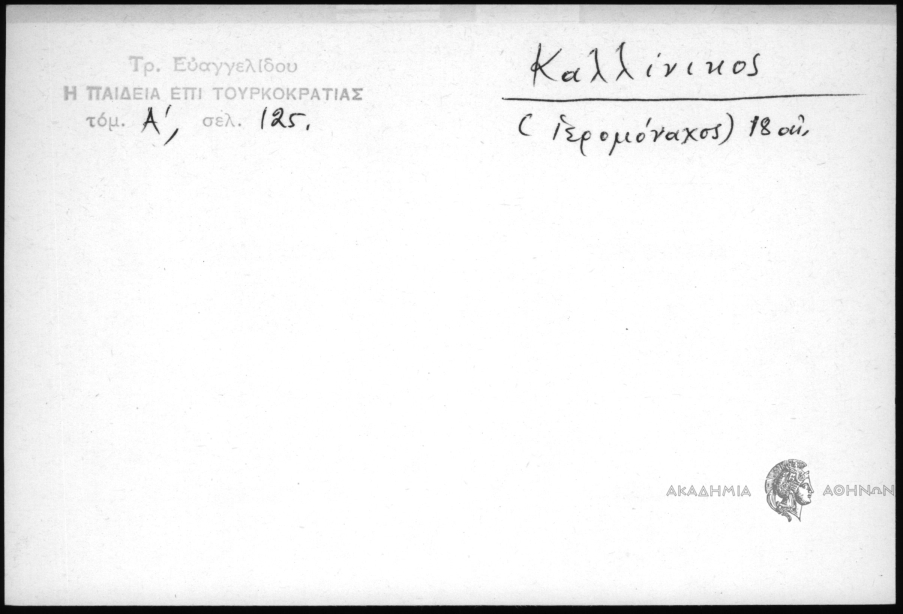 Τρ. Εὐαγγελίδου
Η ΠΑΙΔΕΙΑ ΕΠΙ ΤΟΥΡΚΟΚΡΑΤΙΑΣ
τόμ. Α', σελ. 125.
Καλλίνικος
(ἱερομόναχος) 18 αἰ.
ΑΚΑΔΗΜΙΑ ΑΘΗΝΩΝ